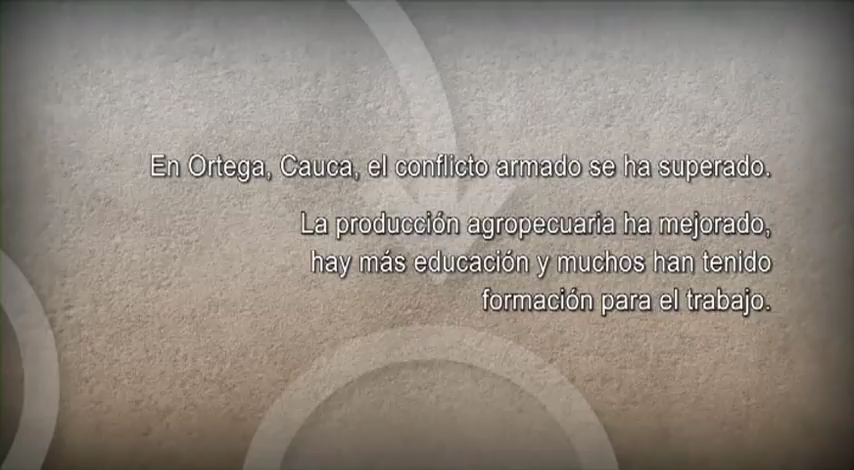 En Ortega, Cauca, el conflicto armado se ha superado.
La producción agropecuaria ha mejorado,
hay más educación y muchos han tenido
formación para el trabajo.